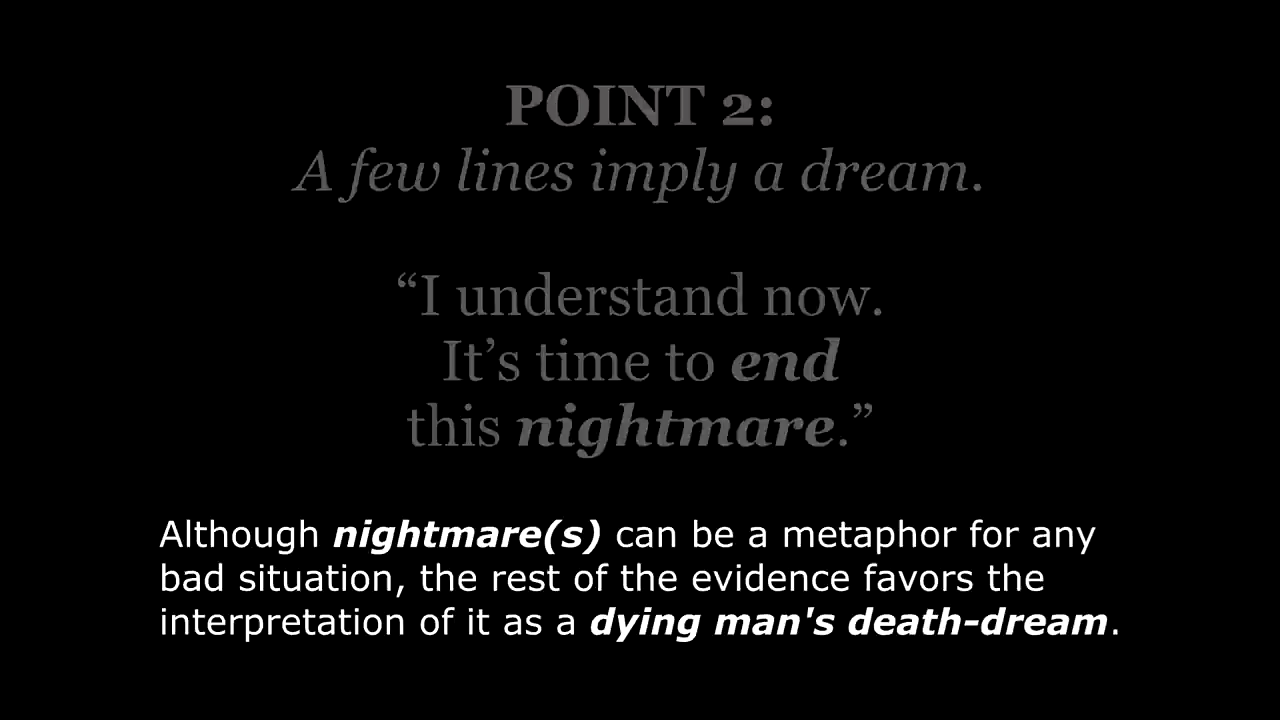 POINT 2:
A few lines imply a dream.
“I understand now.
It’s time to end
this nightmare.”
Although nightmare(s) can be a metaphor for any
bad situation, the rest of the evidence favors the
interpretation of it as a dying man's death-dream.